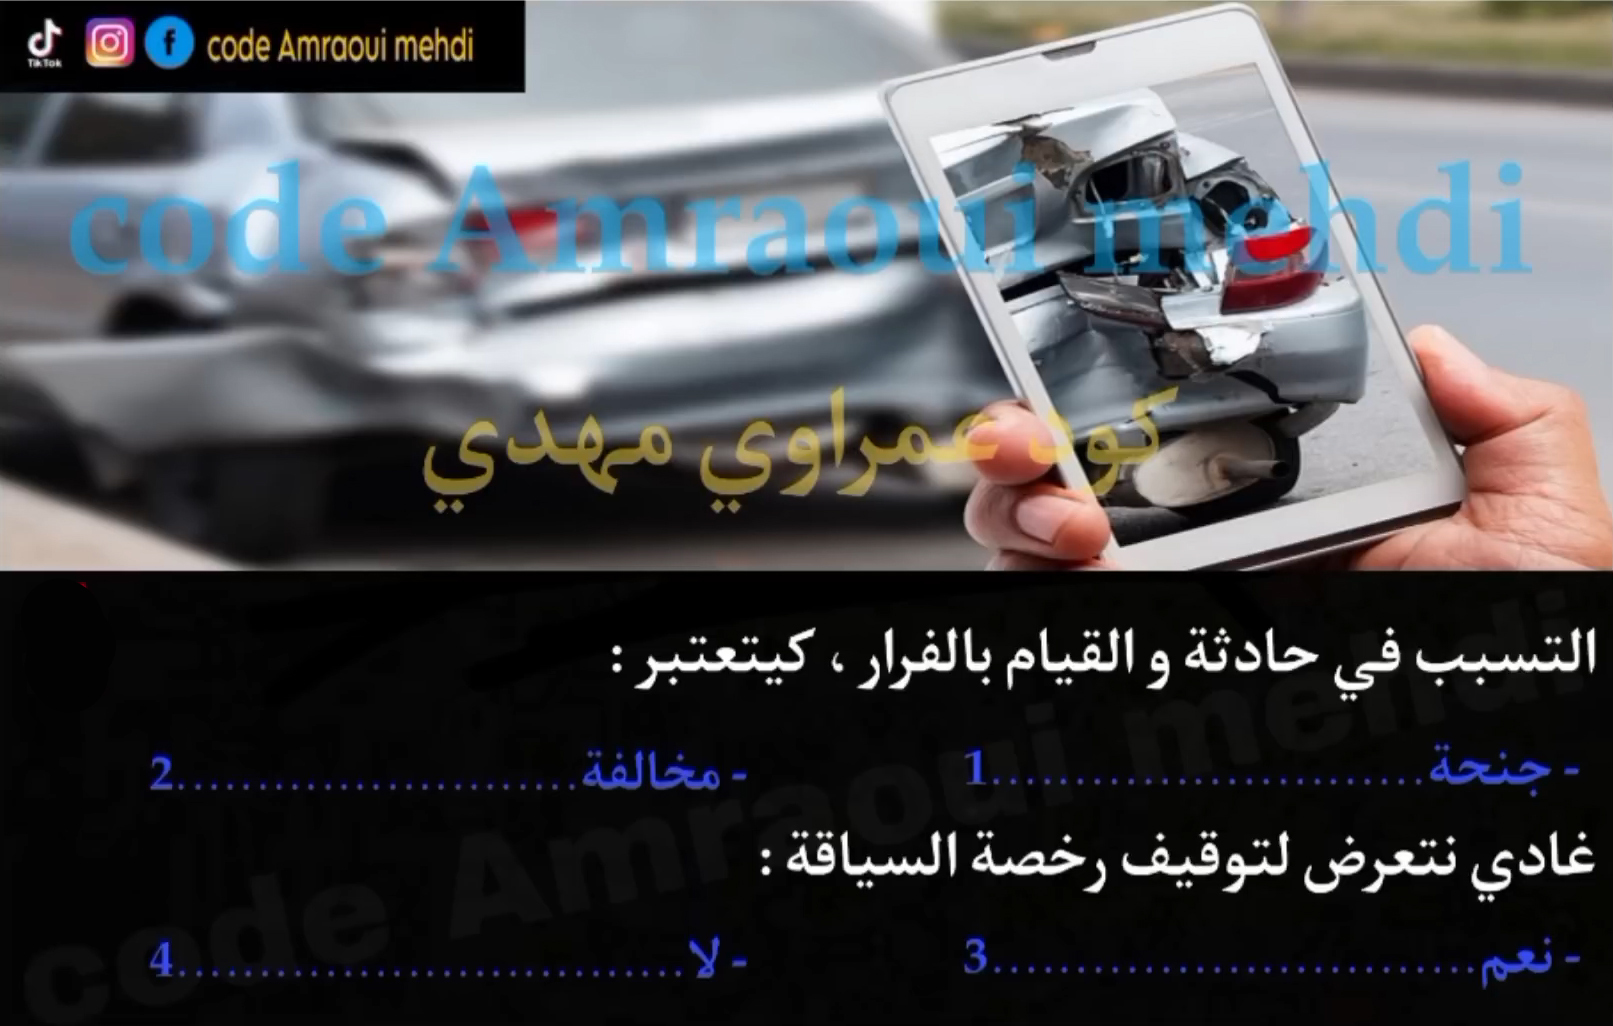 TikTok
code Amraoui mehdi
code Amraoui mehdi
كود عمراوي مهدي
التسبب في حادثة و القيام بالفرار ، كيتعتبر :
- جنحة...........................1 - مخالفة.........................2
غادي نتعرض لتوقيف رخصة السياقة :
- نعم..............................3 - لا................................4
code Amraoui mehdi